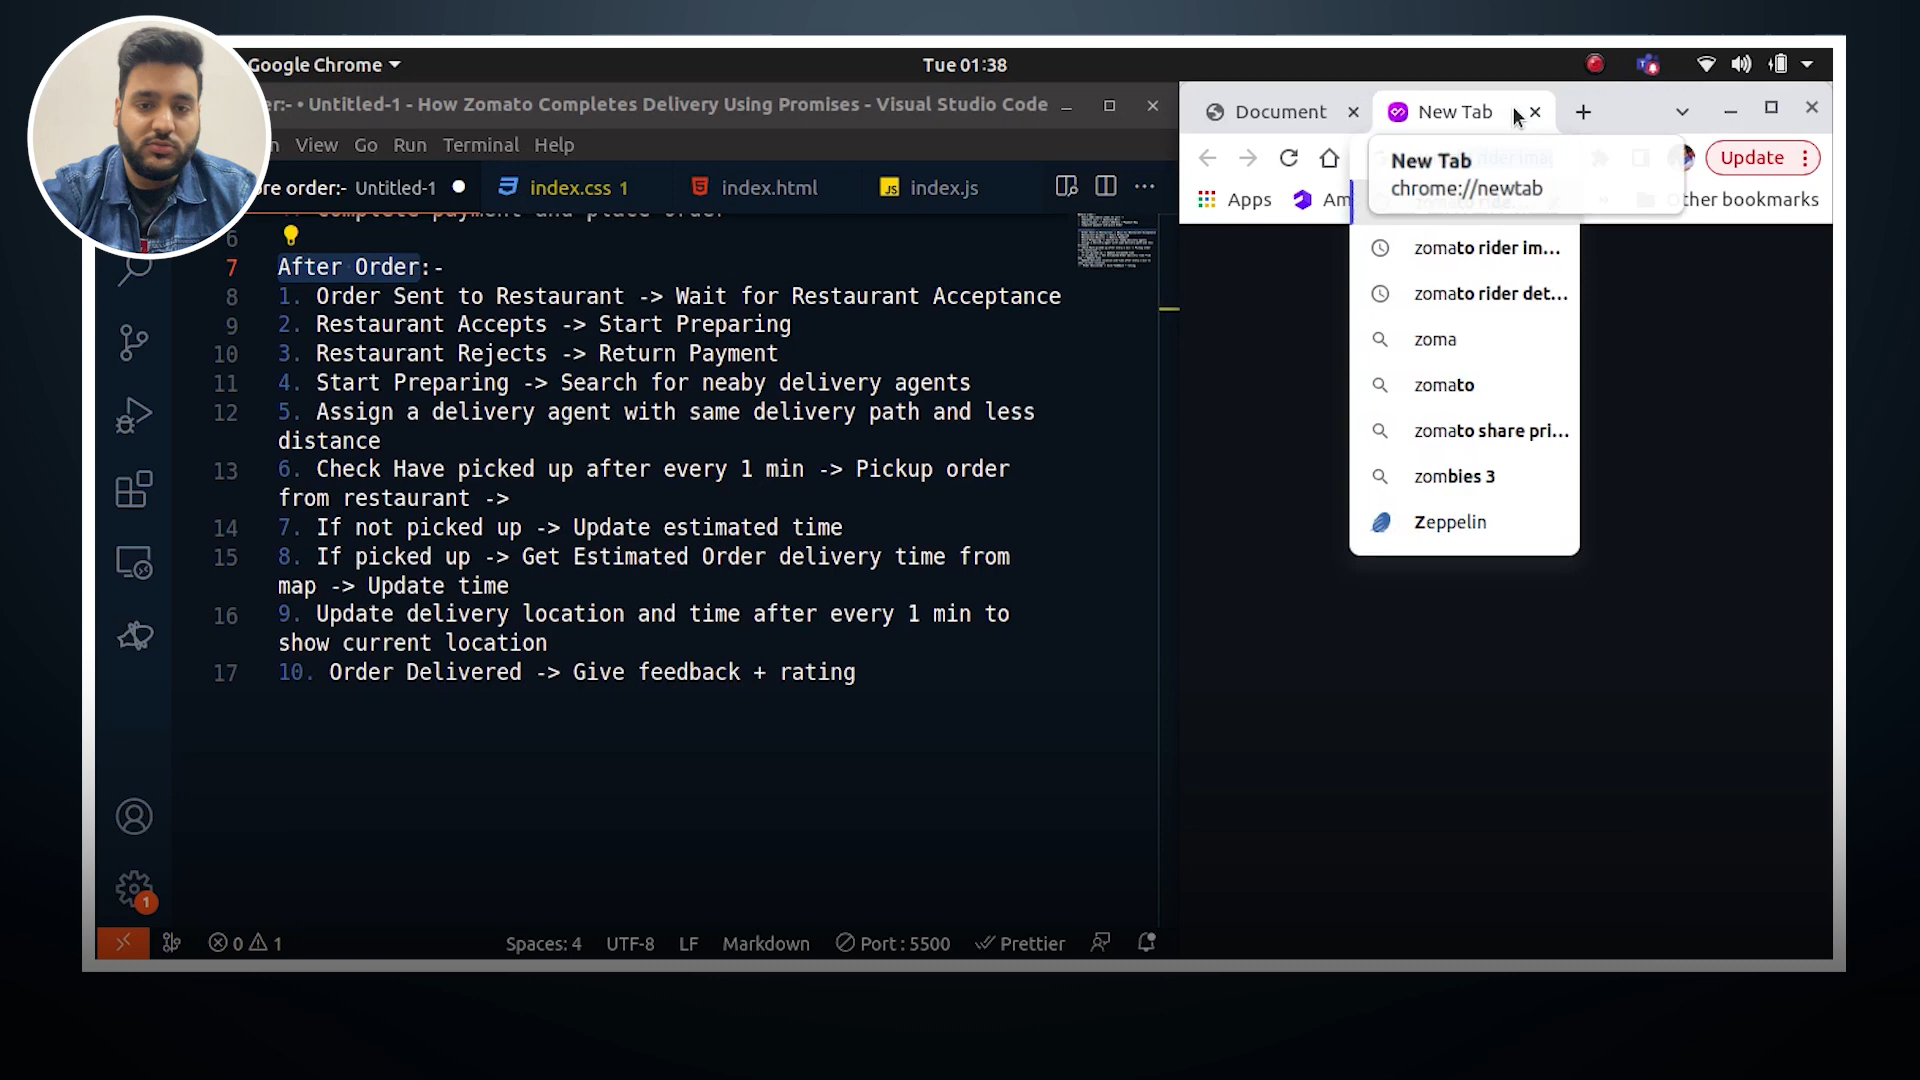 Google Chrome
Tue 01:38
er:- • Untitled-1 - How Zomato Completes Delivery Using Promises - Visual Studio Code
View Go Run Terminal Help
ore order:- Untitled-1
index.css 1
index.html
JS index.js
6
7 After Order:-
8 1. Order Sent to Restaurant -> Wait for Restaurant Acceptance
9 2. Restaurant Accepts -> Start Preparing
10 3. Restaurant Rejects -> Return Payment
11 4. Start Preparing -> Search for neaby delivery agents
12 5. Assign a delivery agent with same delivery path and less
distance
13 6. Check Have picked up after every 1 min -> Pickup order
from restaurant ->
14 7. If not picked up -> Update estimated time
15 8. If picked up -> Get Estimated Order delivery time from
map -> Update time
16 9. Update delivery location and time after every 1 min to
show current location
17 10. Order Delivered -> Give feedback + rating
1
0 1
Spaces: 4
UTF-8
LF
Markdown
Port : 5500
Prettier
Document
New Tab
New Tab
chrome://newtab
Update
Apps
Am
ther bookmarks
zomato rider im...
zomato rider det...
zoma
zomato
zomato share pri...
zombies 3
Zeppelin